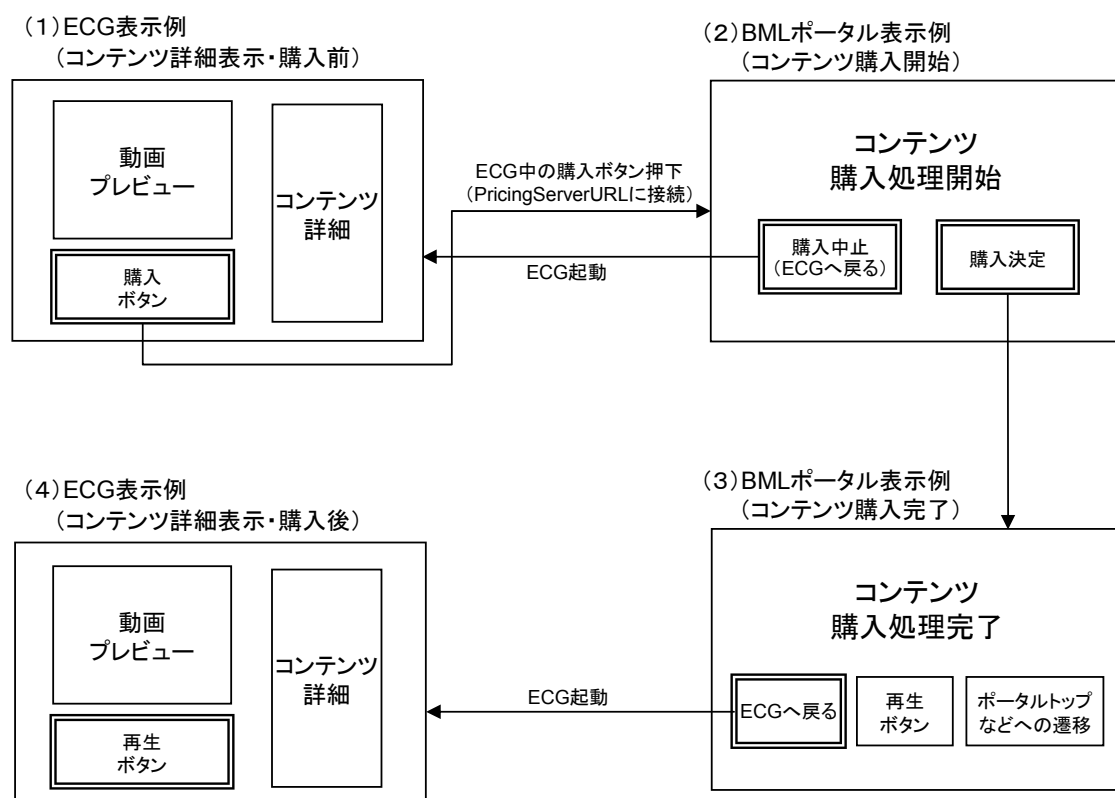 (1)ECG表示例
(コンテンツ詳細表示・購入前)
動画
プレビュー
購入
ボタン
コンテンツ
詳細
ECG中の購入ボタン押下
(PricingServerURLに接続)
ECG起動
(2)BMLポータル表示例
(コンテンツ購入開始)
コンテンツ
購入処理開始
購入中止
(ECGへ戻る)
購入決定
(3)BMLポータル表示例
(コンテンツ購入完了)
コンテンツ
購入処理完了
ECGへ戻る
再生
ボタン
ポータルトップ
などへの遷移
ECG起動
(4)ECG表示例
(コンテンツ詳細表示・購入後)
動画
プレビュー
再生
ボタン
コンテンツ
詳細